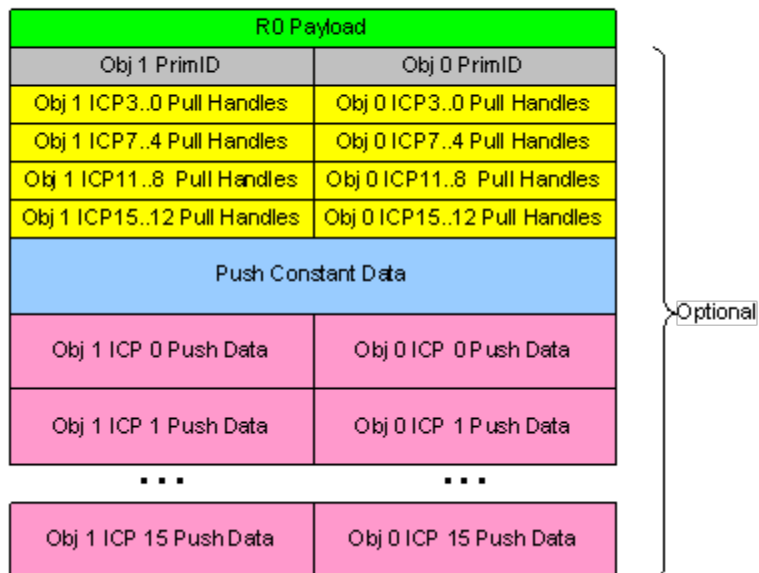 R0 Payload
Obj 1 PrimID
Obj 0 PrimID
Obj 1 ICP3..0 Pull Handles
Obj 0 ICP3..0 Pull Handles
Obj 1 ICP7..4 Pull Handles
Obj 0 ICP7..4 Pull Handles
Obj 1 ICP11..8 Pull Handles
Obj 0 ICP11..8 Pull Handles
Obj 1 ICP15..12 Pull Handles
Obj 0 ICP15..12 Pull Handles
Push Constant Data
Optional
Obj 1 ICP 0 Push Data
Obj 0 ICP 0 Push Data
Obj 1 ICP 1 Push Data
Obj 0 ICP 1 Push Data
...
...
Obj 1 ICP 15 Push Data
Obj 0 ICP 15 Push Data